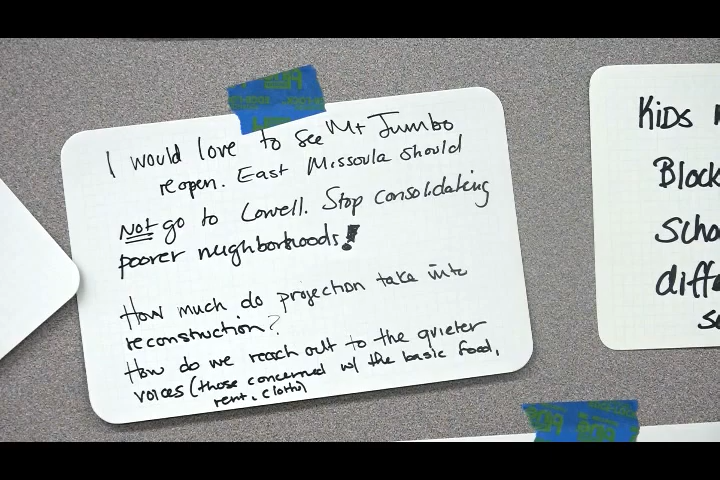 I would love to see Mt Jumbo
reopen. East Missoula should
not go to Lowell. Stop consolidating
poorer neighborhoods!
How much do projection take into
reconstruction?
How do we reach out to the quieter
voices (those concerned w/ the basic food,
rent, cloths)
Kids
Block
Scho
diffe